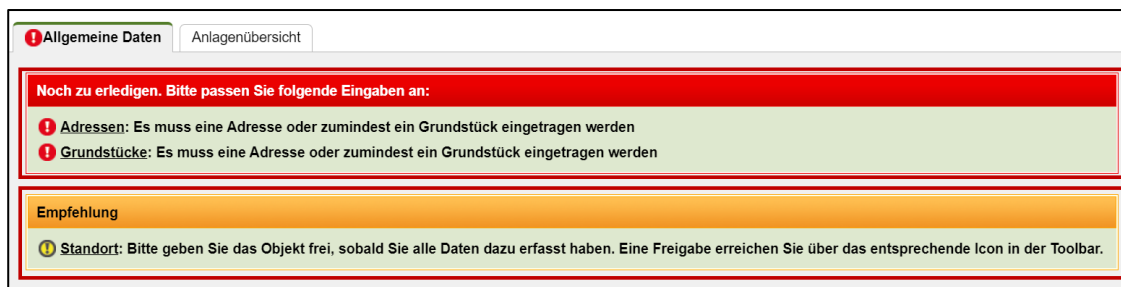 Allgemeine Daten Anlagenübersicht
Noch zu erledigen. Bitte passen Sie folgende Eingaben an:
Adressen: Es muss eine Adresse oder zumindest ein Grundstück eingetragen werden
Grundstücke: Es muss eine Adresse oder zumindest ein Grundstück eingetragen werden
Empfehlung
Standort: Bitte geben Sie das Objekt frei, sobald Sie alle Daten dazu erfasst haben. Eine Freigabe erreichen Sie über das entsprechende Icon in der Toolbar.